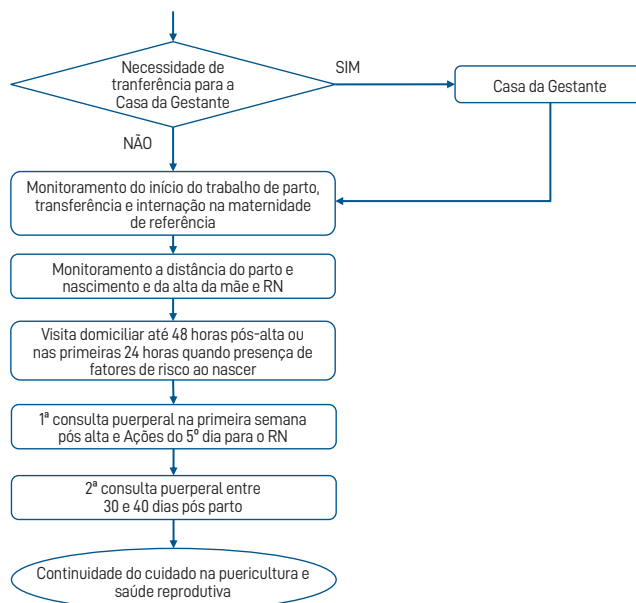 Necessidade de
tranferência para a
Casa da Gestante
SIM
Casa da Gestante
NÃO
Monitoramento do início do trabalho de parto,
transferência e internação na maternidade
de referência
Monitoramento a distância do parto e
nascimento e da alta da mãe e RN
Visita domiciliar até 48 horas pós-alta ou
nas primeiras 24 horas quando presença de
fatores de risco ao nascer
1ª consulta puerperal na primeira semana
pós alta e Ações do 5º dia para o RN
2ª consulta puerperal entre
30 e 40 dias pós parto
Continuidade do cuidado na puericultura e
saúde reprodutiva